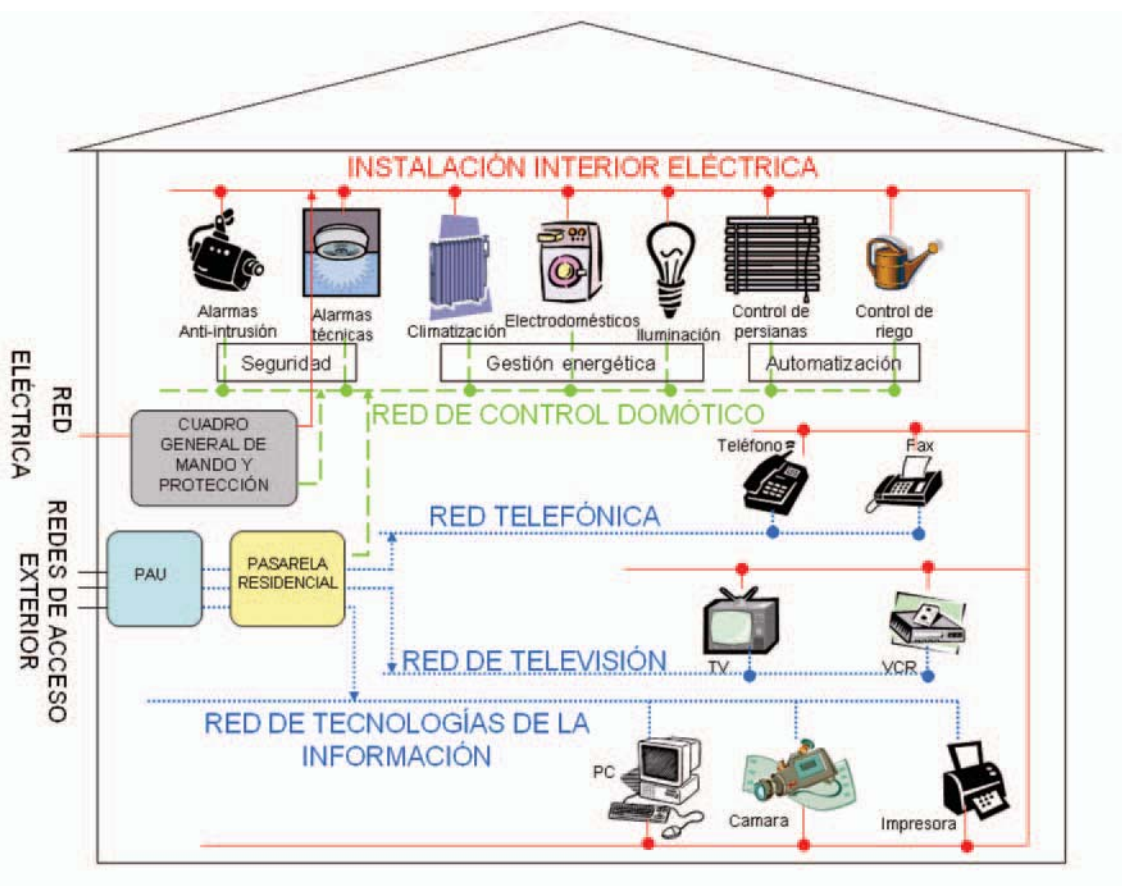 INSTALACIÓN INTERIOR ELÉCTRICA
Alarmas
Anti-intrusión
Alarmas
técnicas
Climatización
Electrodomésticos
Iluminación
Control de
persianas
Control de
riego
Seguridad
Gestión energética
Automatización
RED DE CONTROL DOMÓTICO
RED
ELÉCTRICA
CUADRO
GENERAL DE
MANDO Y
PROTECCIÓN
Teléfono
Fax
RED TELEFÓNICA
REDES DE ACCESO
EXTERIOR
PAU
PASARELA
RESIDENCIAL
TV
VCR
RED DE TELEVISIÓN
RED DE TECNOLOGÍAS DE LA
INFORMACIÓN
PC
Camara
Impresora